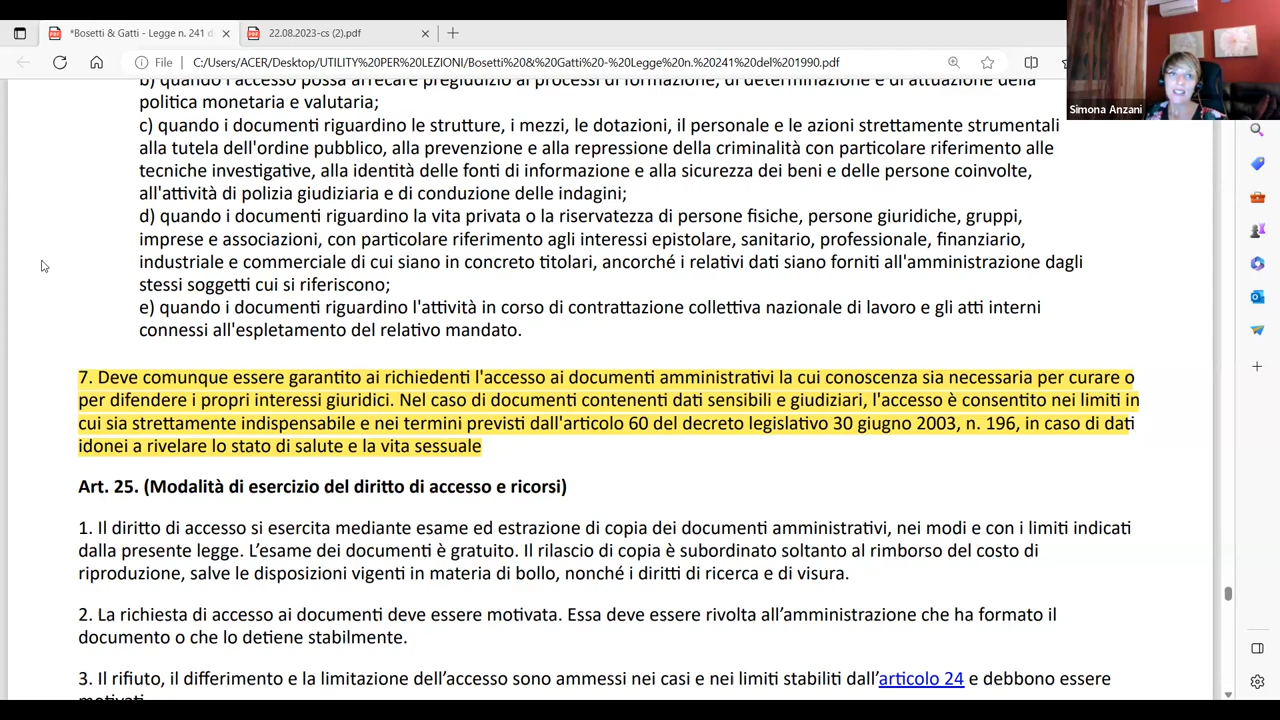 *Bosetti & Gatti - Legge n. 241 d
22.08.2023-cs (2).pdf
File
C:/Users/ACER/Desktop/UTILITY%20PER%20LEZIONI/Bosetti%20&%20Gatti%20-%20Legge%20n.%20241%20del%201990.pdf
Simona Anzani
b) quando l'accesso possa arrecare pregiudizio ai processi di formazione, di determinazione e di attuazione della
politica monetaria e valutaria;
c) quando i documenti riguardino le strutture, i mezzi, le dotazioni, il personale e le azioni strettamente strumentali
alla tutela dell'ordine pubblico, alla prevenzione e alla repressione della criminalità con particolare riferimento alle
tecniche investigative, alla identità delle fonti di informazione e alla sicurezza dei beni e delle persone coinvolte,
all'attività di polizia giudiziaria e di conduzione delle indagini;
d) quando i documenti riguardino la vita privata o la riservatezza di persone fisiche, persone giuridiche, gruppi,
imprese e associazioni, con particolare riferimento agli interessi epistolare, sanitario, professionale, finanziario,
industriale e commerciale di cui siano in concreto titolari, ancorché i relativi dati siano forniti all'amministrazione dagli
stessi soggetti cui si riferiscono;
e) quando i documenti riguardino l'attività in corso di contrattazione collettiva nazionale di lavoro e gli atti interni
connessi all'espletamento del relativo mandato.
7. Deve comunque essere garantito ai richiedenti l'accesso ai documenti amministrativi la cui conoscenza sia necessaria per curare o
per difendere i propri interessi giuridici. Nel caso di documenti contenenti dati sensibili e giudiziari, l'accesso è consentito nei limiti in
cui sia strettamente indispensabile e nei termini previsti dall'articolo 60 del decreto legislativo 30 giugno 2003, n. 196, in caso di dati
idonei a rivelare lo stato di salute e la vita sessuale
Art. 25. (Modalità di esercizio del diritto di accesso e ricorsi)
1. Il diritto di accesso si esercita mediante esame ed estrazione di copia dei documenti amministrativi, nei modi e con i limiti indicati
dalla presente legge. L’esame dei documenti è gratuito. Il rilascio di copia è subordinato soltanto al rimborso del costo di
riproduzione, salve le disposizioni vigenti in materia di bollo, nonché i diritti di ricerca e di visura.
2. La richiesta di accesso ai documenti deve essere motivata. Essa deve essere rivolta all’amministrazione che ha formato il
documento o che lo detiene stabilmente.
3. Il rifiuto, il differimento e la limitazione dell’accesso sono ammessi nei casi e nei limiti stabiliti dall’articolo 24 e debbono essere
motivati